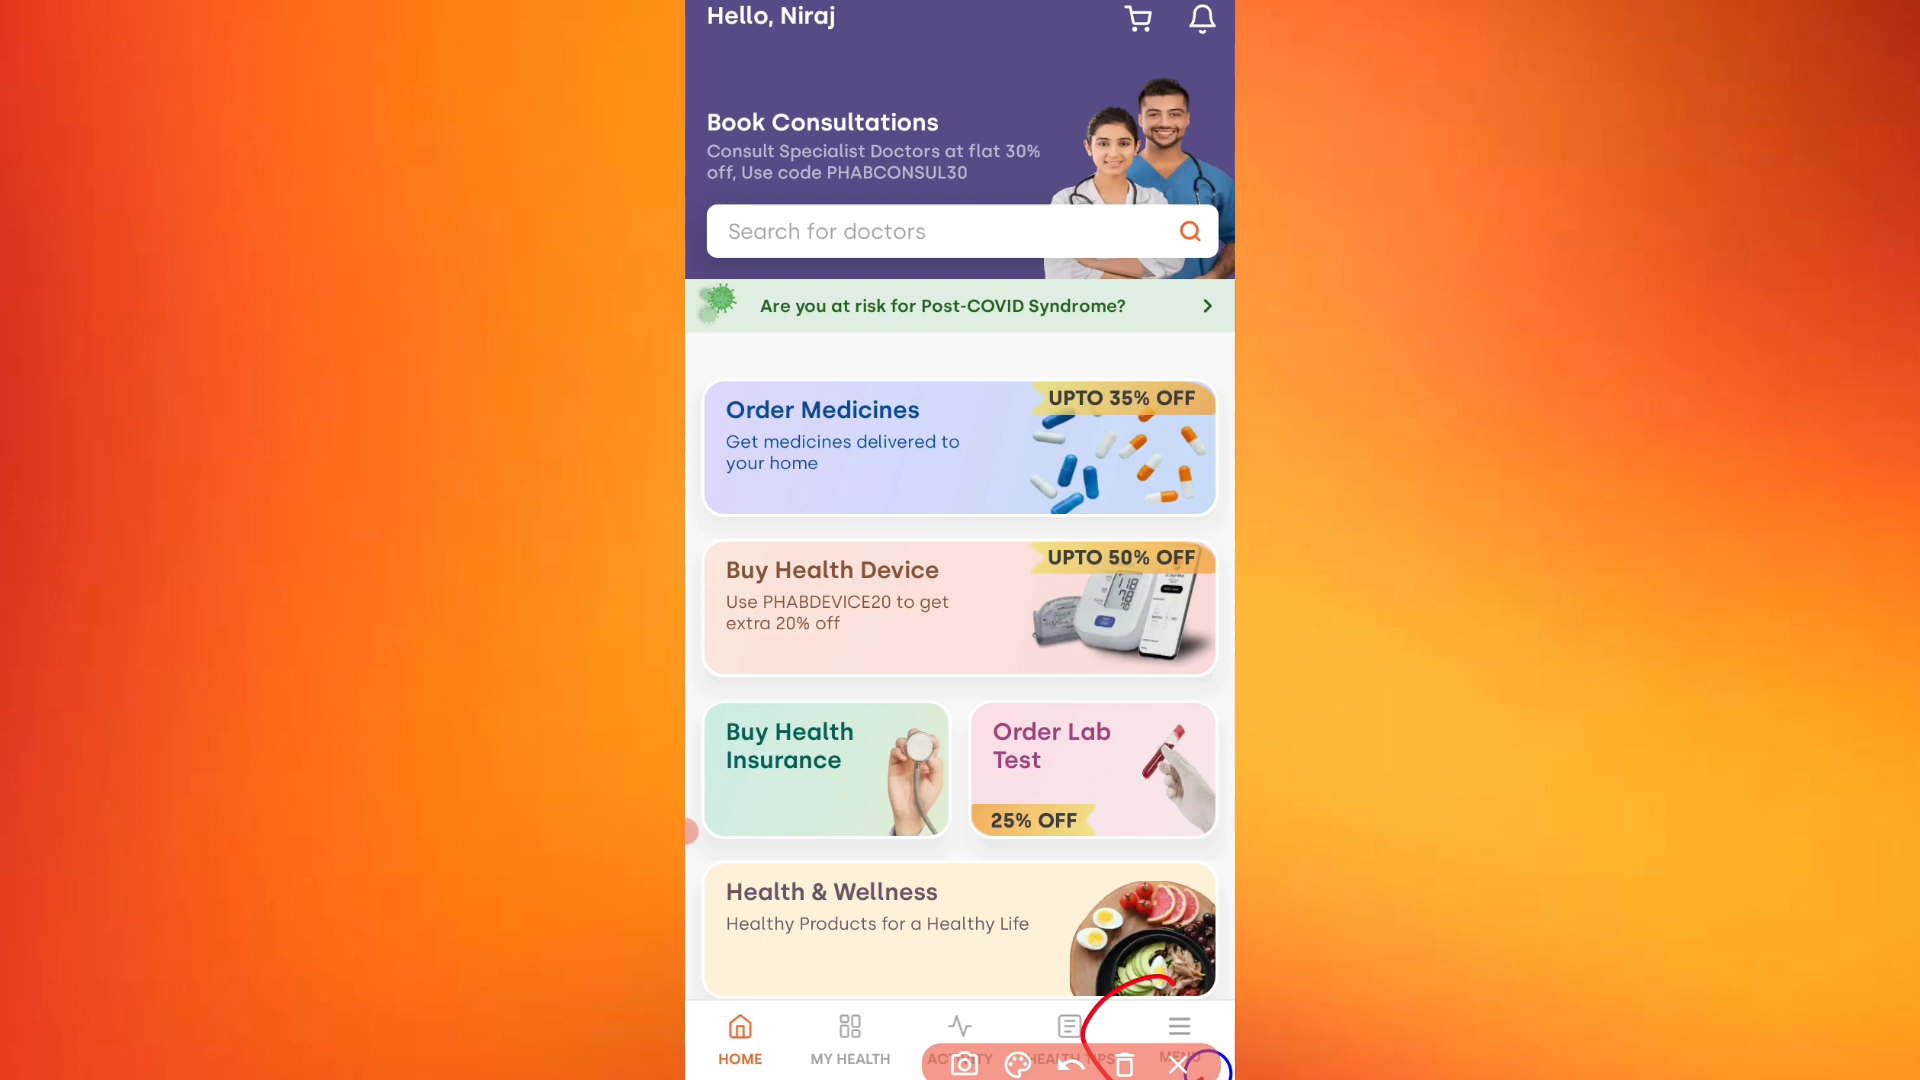 Hello, Niraj
Book Consultations
Consult Specialist Doctors at flat 30%
off, Use code PHABCONSUL30
Search for doctors
Are you at risk for Post-COVID Syndrome?
UPTO 35% OFF
Order Medicines
Get medicines delivered to
your home
UPTO 50% OFF
Buy Health Device
Use PHABDEVICE20 to get
extra 20% off
Buy Health
Insurance
Order Lab
Test
25% OFF
Health & Wellness
Healthy Products for a Healthy Life
HOME
MY HEALTH
ACTIVITY
HEALTH TIPS
MENU